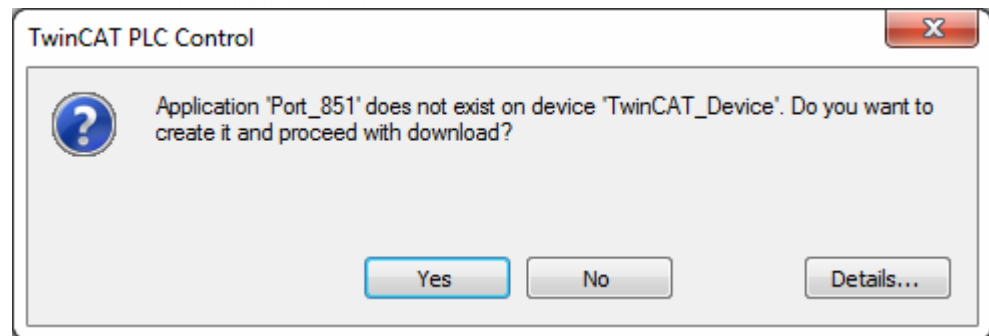 TwinCAT PLC Control
Application 'Port_851' does not exist on device 'TwinCAT_Device'. Do you want to
create it and proceed with download?
Yes No Details...